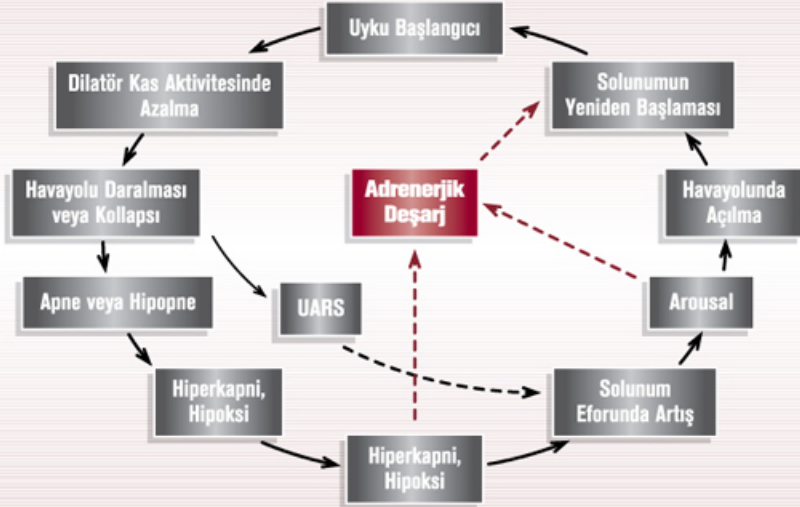 Uyku Başlangıcı
Dilatör Kas Aktivitesinde
Azalma
Solunumun
Yeniden Başlaması
Havayolu Daralması
veya Kollapsı
Adrenerjik
Deşarj
Havayolunda
Açılma
Apne veya Hipopne
UARS
Arousal
Hiperkapni,
Hipoksi
Solunum
Eforunda Artış
Hiperkapni,
Hipoksi